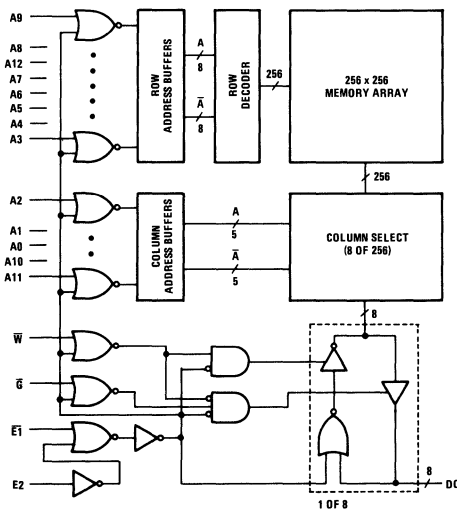 A9
A8
A12
A7
A6
A5
A4
A3
ROW
ADDRESS BUFFERS
A
8
A̅
8
ROW
DECODER
256
256 x 256
MEMORY ARRAY
256
A2
A1
A0
A10
A11
COLUMN
ADDRESS BUFFERS
A
5
A̅
5
COLUMN SELECT
(8 OF 256)
8
W̅
G̅
E̅1̅
E2
8
DQ
1 OF 8